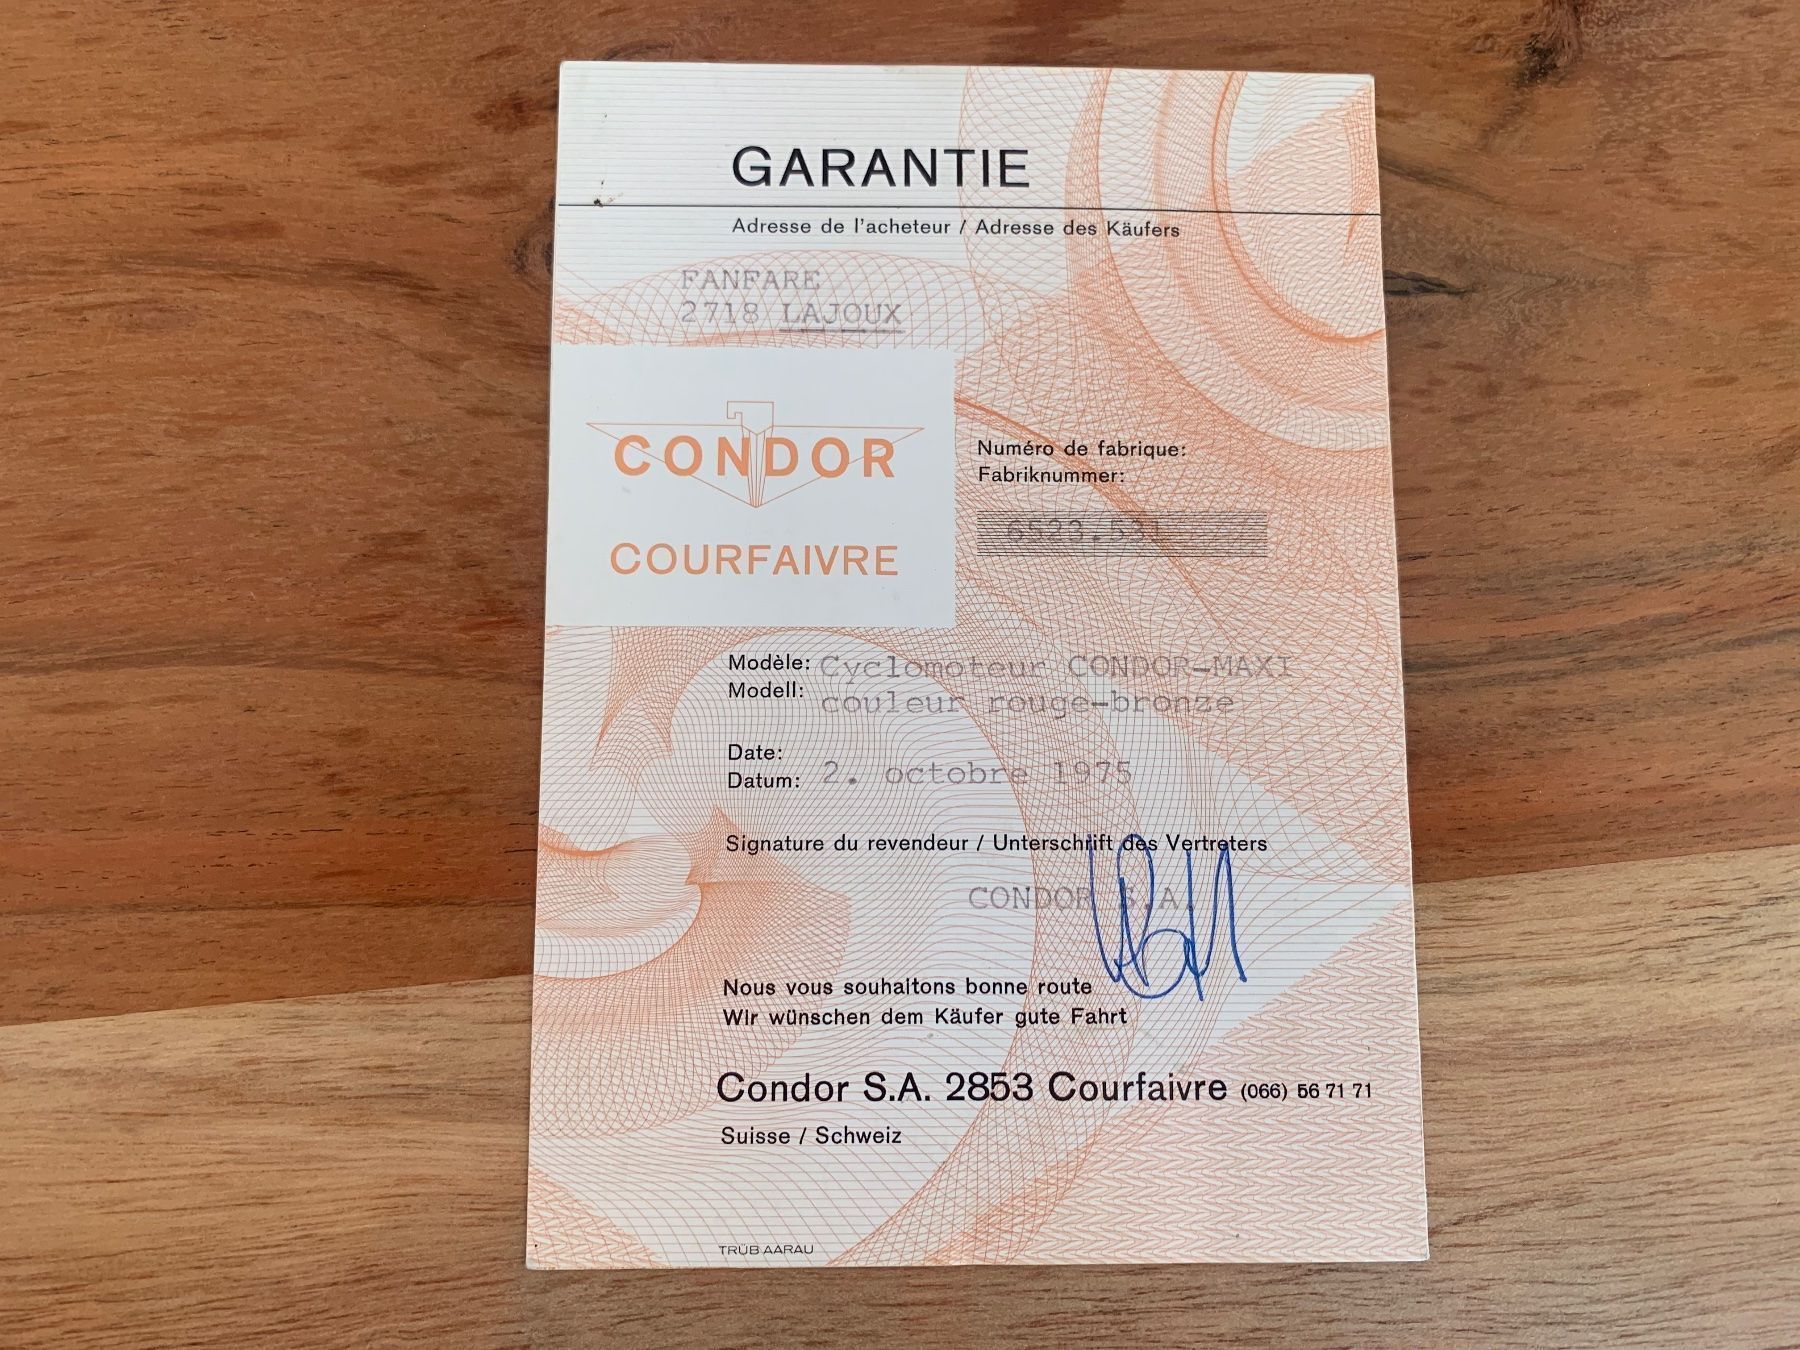 GARANTIE
Adresse de l'acheteur / Adresse des Käufers
FANFARE
2718 LAJOUX
CONDOR
COURFAIVRE
Numéro de fabrique:
Fabriknummer:
6523.531
Modèle: Cyclomoteur CONDOR-MAXI
Modell: couleur rouge-bronze
Date:
Datum: 2. octobre 1975
Signature du revendeur / Unterschrift des Vertreters
CONDOR S.A.
Nous vous souhaitons bonne route
Wir wünschen dem Käufer gute Fahrt
Condor S.A. 2853 Courfaivre (066) 56 71 71
Suisse / Schweiz
TRÜB AARAU